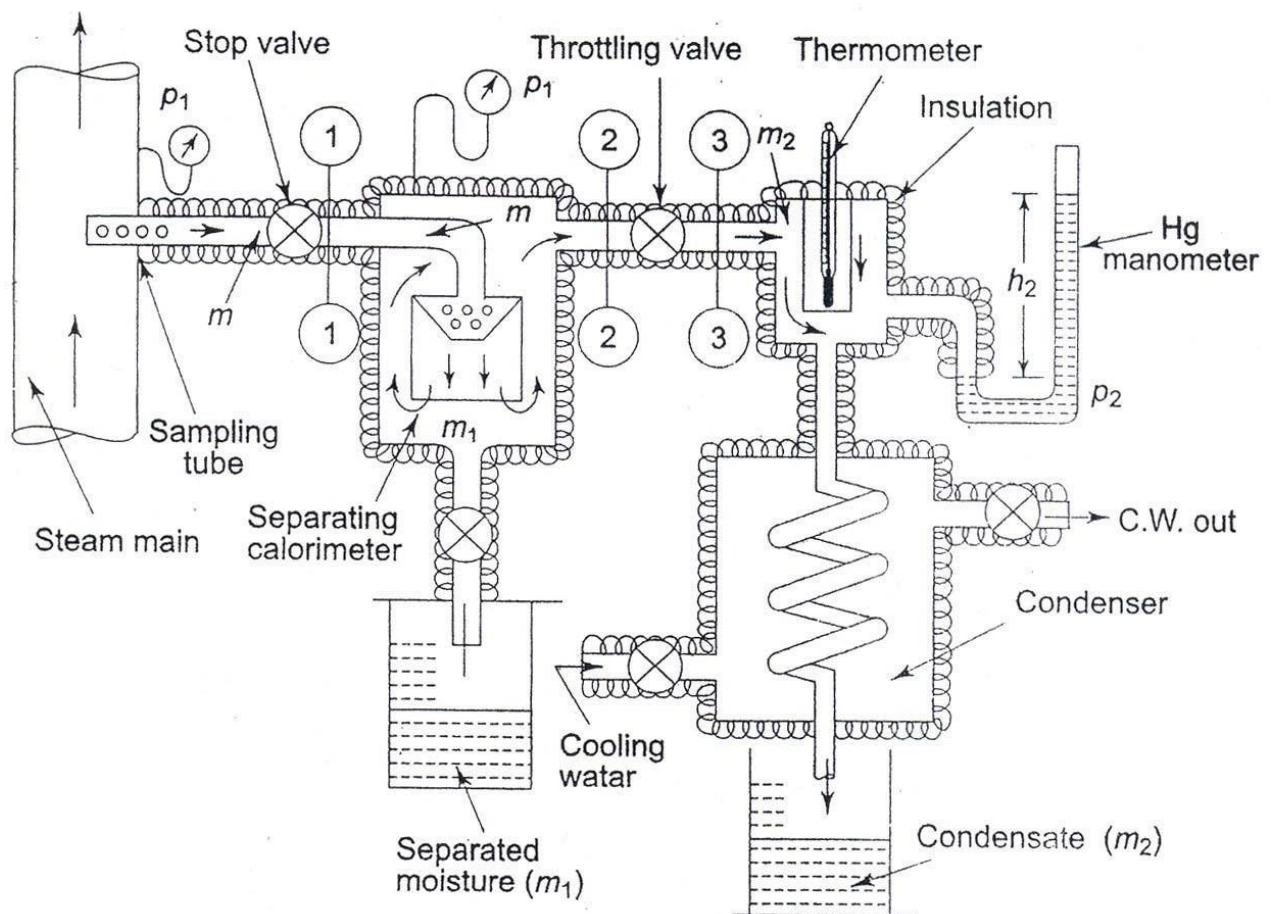 Stop valve
Throttling valve
Thermometer
p₁
p₁
Insulation
1
2
3
m₂
m
Hg
manometer
h₂
m
1
2
3
p₂
m₁
Sampling
tube
Steam main
Separating
calorimeter
C.W. out
Condenser
Cooling
watar
Separated
moisture (m₁)
Condensate (m₂)